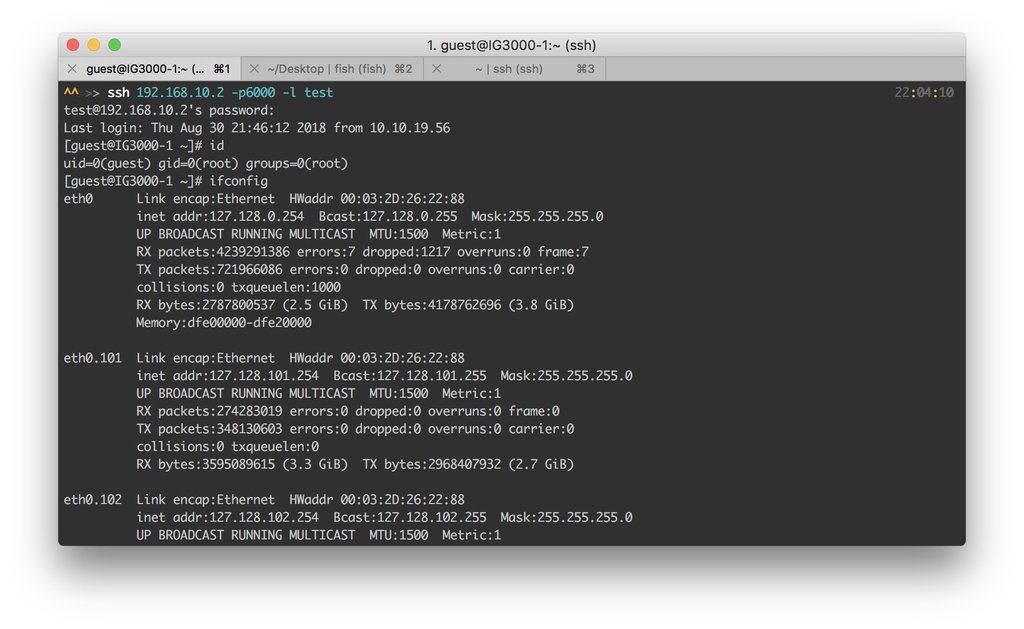 1. guest@IG3000-1:~ (ssh)
guest@IG3000-1:~ (... ⌘1 ~/Desktop | fish (fish) ⌘2 ~ | ssh (ssh) ⌘3
^^ >> ssh 192.168.10.2 -p6000 -l test 22:04:10
test@192.168.10.2's password:
Last login: Thu Aug 30 21:46:12 2018 from 10.10.19.56
[guest@IG3000-1 ~]# id
uid=0(guest) gid=0(root) groups=0(root)
[guest@IG3000-1 ~]# ifconfig
eth0 Link encap:Ethernet HWaddr 00:03:2D:26:22:88
inet addr:127.128.0.254 Bcast:127.128.0.255 Mask:255.255.255.0
UP BROADCAST RUNNING MULTICAST MTU:1500 Metric:1
RX packets:4239291386 errors:7 dropped:1217 overruns:0 frame:7
TX packets:721966086 errors:0 dropped:0 overruns:0 carrier:0
collisions:0 txqueuelen:1000
RX bytes:2787800537 (2.5 GiB) TX bytes:4178762696 (3.8 GiB)
Memory:dfe00000-dfe20000
eth0.101 Link encap:Ethernet HWaddr 00:03:2D:26:22:88
inet addr:127.128.101.254 Bcast:127.128.101.255 Mask:255.255.255.0
UP BROADCAST RUNNING MULTICAST MTU:1500 Metric:1
RX packets:274283019 errors:0 dropped:0 overruns:0 frame:0
TX packets:348130603 errors:0 dropped:0 overruns:0 carrier:0
collisions:0 txqueuelen:0
RX bytes:3595089615 (3.3 GiB) TX bytes:2968407932 (2.7 GiB)
eth0.102 Link encap:Ethernet HWaddr 00:03:2D:26:22:88
inet addr:127.128.102.254 Bcast:127.128.102.255 Mask:255.255.255.0
UP BROADCAST RUNNING MULTICAST MTU:1500 Metric:1